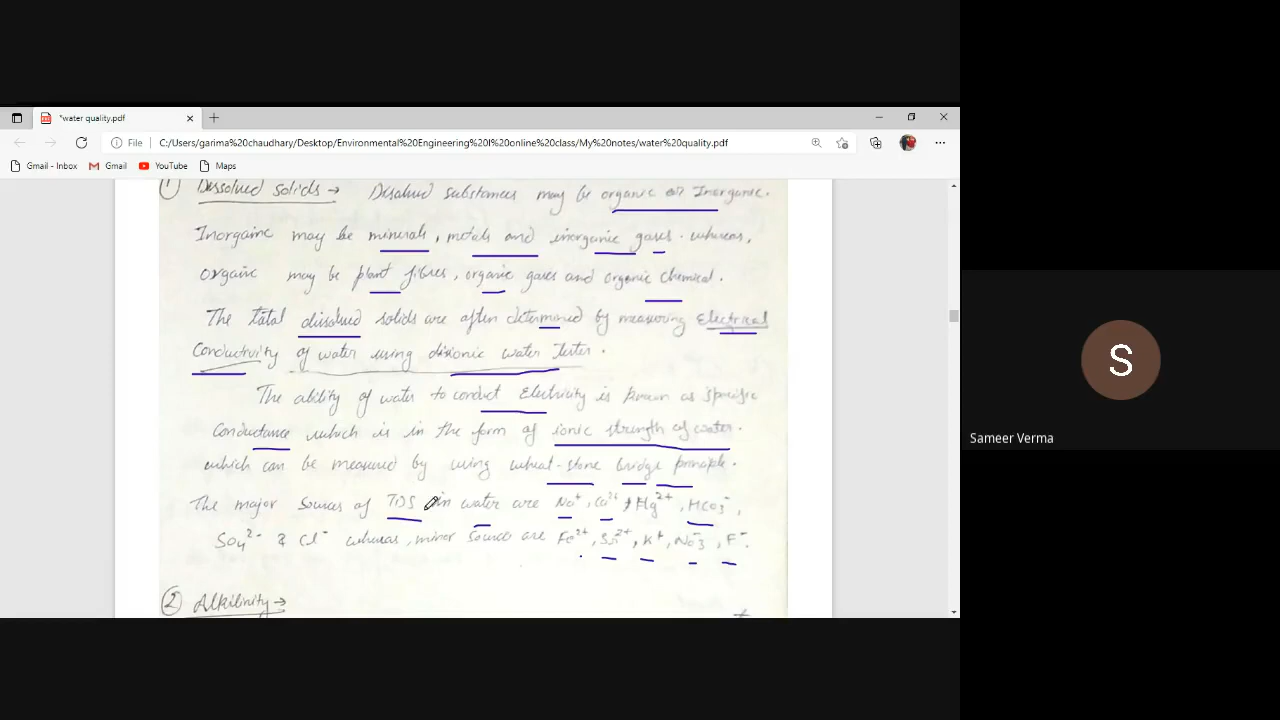 *water quality.pdf
File C:/Users/garima%20chaudhary/Desktop/Environmental%20Engineering%20I%20online%20class/My%20notes/water%20quality.pdf
Gmail - Inbox Gmail YouTube Maps
① Dissolved solids → Disolved substances may be organic or Inorganic.
Inorgainc may be minerals, metals and inorganic gases. whereas,
organic may be plant fibres, organic gases and organic chemical.
The Total dissolved solids are often determined by measuring Electrical
Conductivity of water using dixionic water Tester.
The ability of water to conduct Electricity is known as specific
conductance which is in the form of ionic strength of water.
which can be measured by using wheat-stone bridge principle.
The major Sources of TDS in water are Na⁺, Ca²⁺, Mg²⁺, HCO₃⁻,
SO₄²⁻ & Cl⁻ whereas, minor source are Fe²⁺, Sr²⁺, K⁺, NO₃⁻, F⁻.
② Alkilinity →
S
Sameer Verma